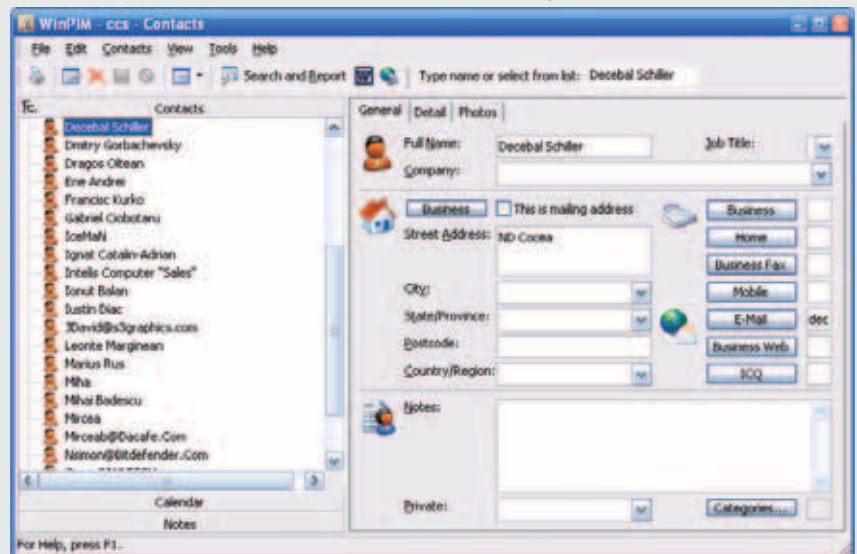 WinPIM - ccs - Contacts
File Edit Contacts View Tools Help
Search and Report Type name or select from list: Decebal Schiller
Contacts
Decebal Schiller
Dmitry Gorbachevsky
Dragos Oltean
Ene Andrei
Francisc Kurko
Gabriel Ciobotaru
IceMaN
Ignat Catalin-Adrian
Intelis Computer "Sales"
Ionut Balan
Iustin Diac
JDavid@s3graphics.com
Leonte Marginean
Marius Rus
Miha
Mihai Badescu
Mircea
Mirceab@Dacafe.Com
Nsimon@Bitdefender.Com
Calendar
Notes
General Detail Photos
Full Name: Decebal Schiller Job Title:
Company:
Business This is mailing address Business
Street Address: ND Cocea Home
Business Fax
City: Mobile
State/Province: E-Mail dec
Postcode: Business Web
Country/Region: ICQ
Notes:
Private: Categories...
For Help, press F1.